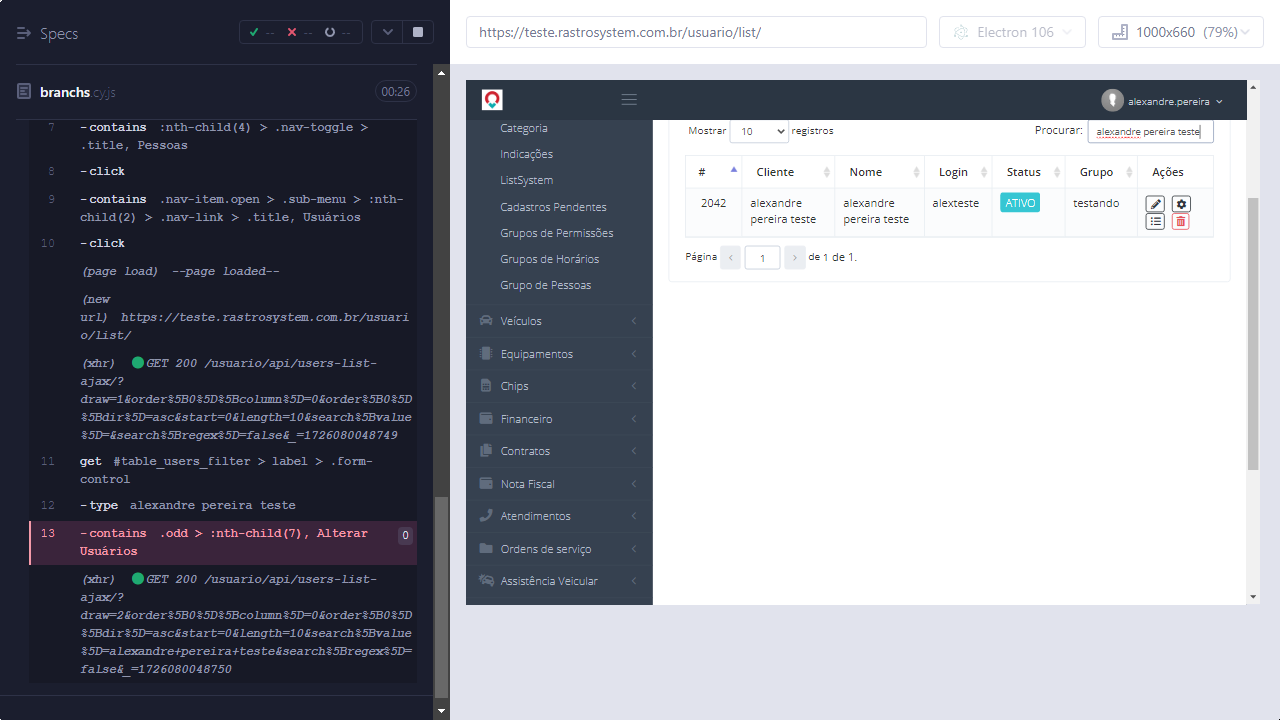 Specs
-- -- --
branchs.cy.js 00:26
7 -contains :nth-child(4) > .nav-toggle >
.title, Pessoas
8 -click
9 -contains .nav-item.open > .sub-menu > :nth-
child(2) > .nav-link > .title, Usuários
10 -click
(page load) --page loaded--
(new
url) https://teste.rastrosystem.com.br/usuari
o/list/
(xhr) GET 200 /usuario/api/users-list-
ajax/?
draw=1&order%5B0%5D%5Bcolumn%5D=0&order%5B0%5D
%5Bdir%5D=asc&start=0&length=10&search%5Bvalue
%5D=&search%5Bregex%5D=false&_=1726080048749
11 get #table_users_filter > label > .form-
control
12 -type alexandre pereira teste
13 -contains .odd > :nth-child(7), Alterar 0
Usuários
(xhr) GET 200 /usuario/api/users-list-
ajax/?
draw=2&order%5B0%5D%5Bcolumn%5D=0&order%5B0%5D
%5Bdir%5D=asc&start=0&length=10&search%5Bvalue
%5D=alexandre+pereira+teste&search%5Bregex%5D=
false&_=1726080048750
https://teste.rastrosystem.com.br/usuario/list/
Electron 106
1000x660 (79%)
alexandre.pereira
Categoria
Indicações
ListSystem
Cadastros Pendentes
Grupos de Permissões
Grupos de Horários
Grupo de Pessoas
Veículos
Equipamentos
Chips
Financeiro
Contratos
Nota Fiscal
Atendimentos
Ordens de serviço
Assistência Veicular
Mostrar 10 registros
Procurar: alexandre pereira teste
# Cliente Nome Login Status Grupo Ações
2042 alexandre pereira teste alexandre pereira teste alexteste ATIVO testando
Página 1 de 1 de 1.